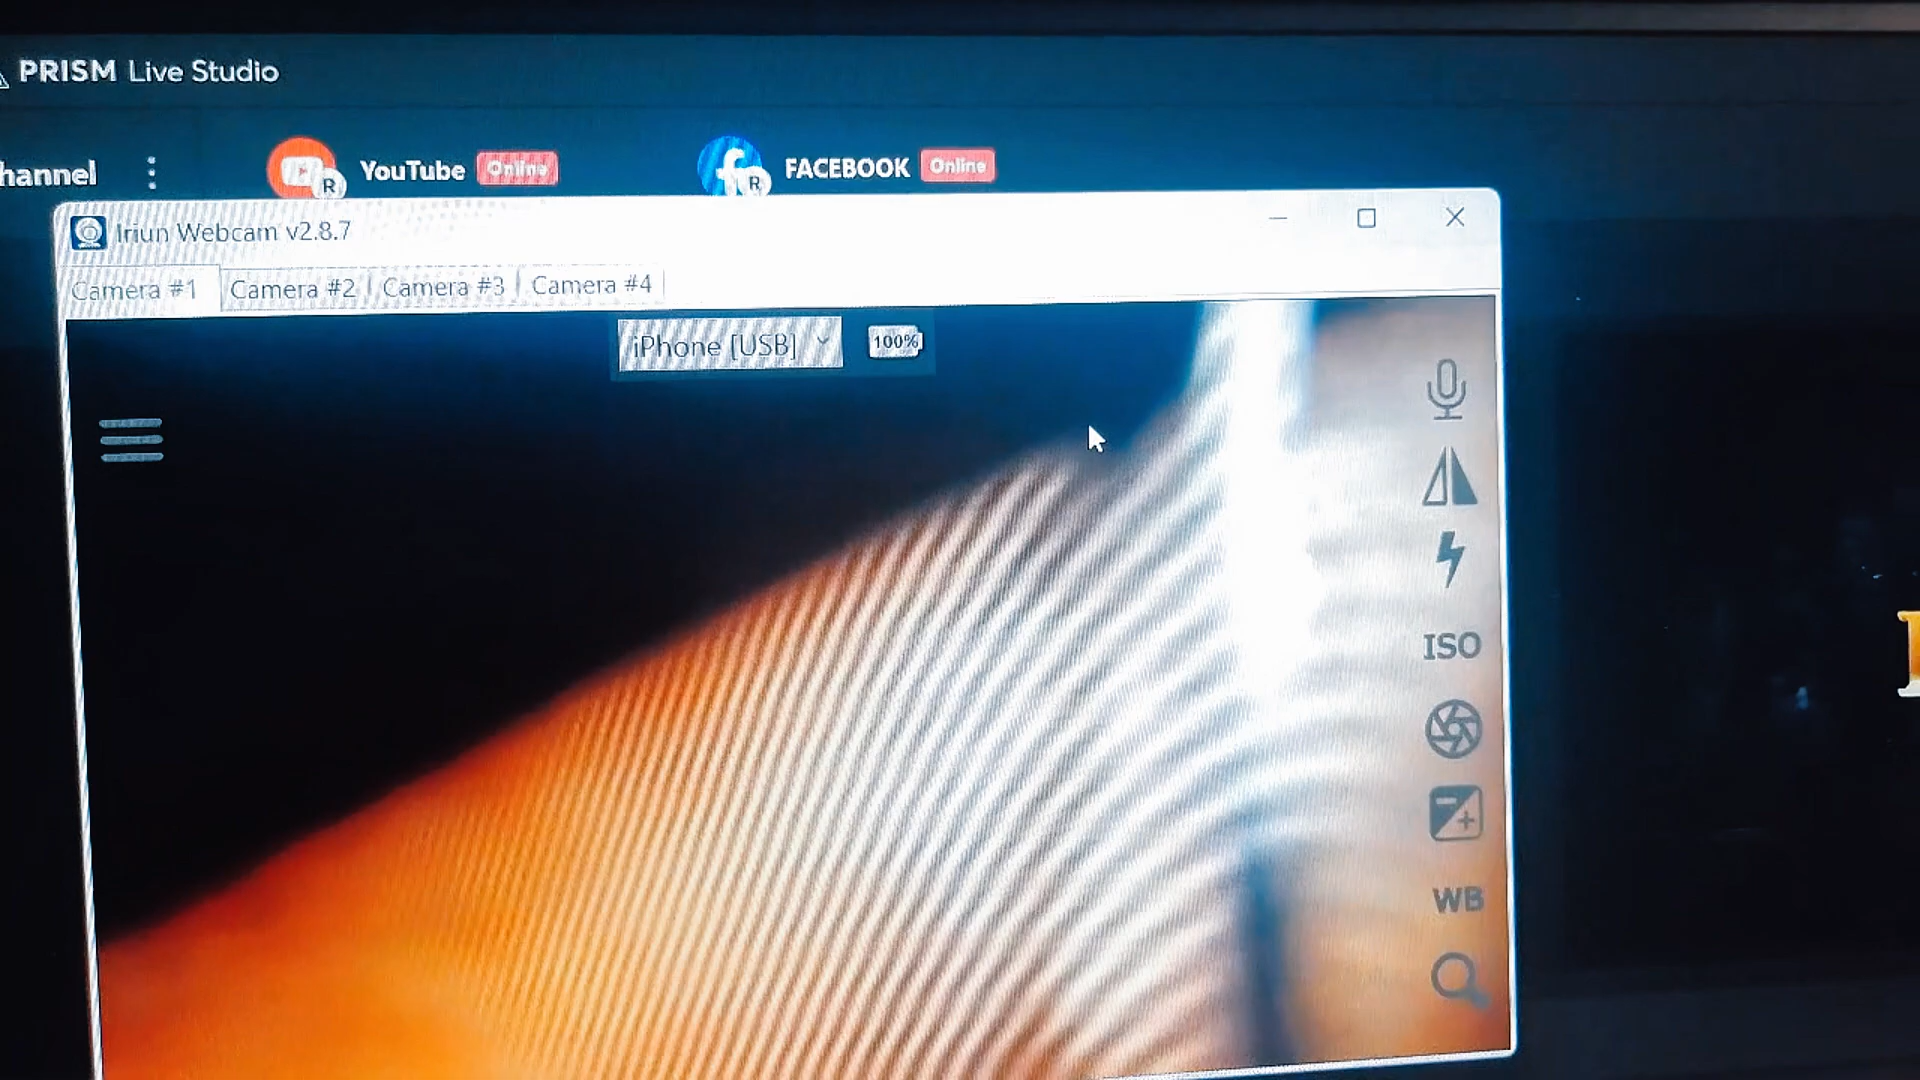 PRISM Live Studio
hannel
YouTube Online
FACEBOOK Online
R
R
Iriun Webcam v2.8.7
Camera #1 Camera #2 Camera #3 Camera #4
iPhone [USB] 100%
ISO
WB